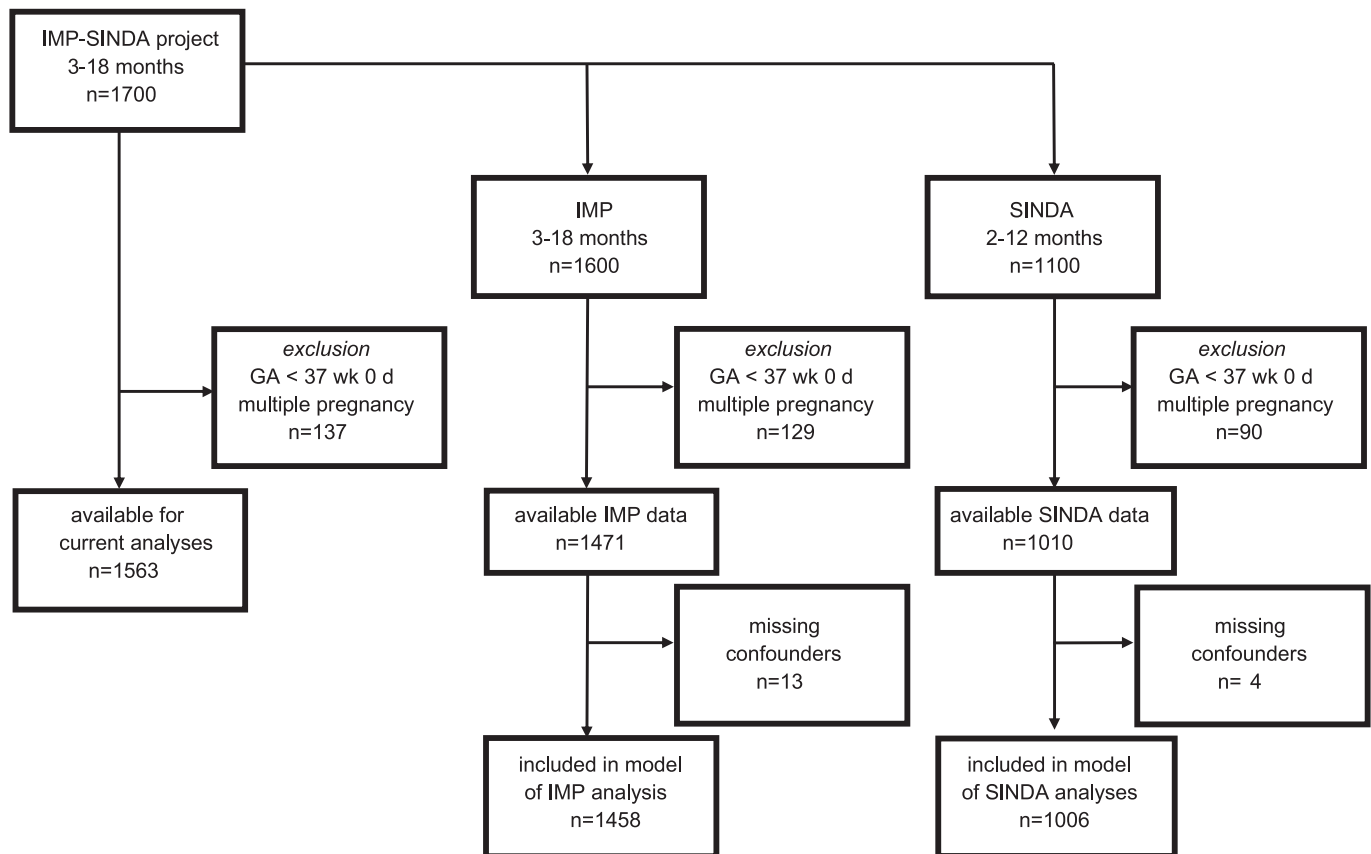 IMP-SINDA project
3-18 months
n=1700
IMP
3-18 months
n=1600
SINDA
2-12 months
n=1100
exclusion
GA < 37 wk 0 d
multiple pregnancy
n=137
exclusion
GA < 37 wk 0 d
multiple pregnancy
n=129
exclusion
GA < 37 wk 0 d
multiple pregnancy
n=90
available for
current analyses
n=1563
available IMP data
n=1471
available SINDA data
n=1010
missing
confounders
n=13
missing
confounders
n= 4
included in model
of IMP analysis
n=1458
included in model
of SINDA analyses
n=1006